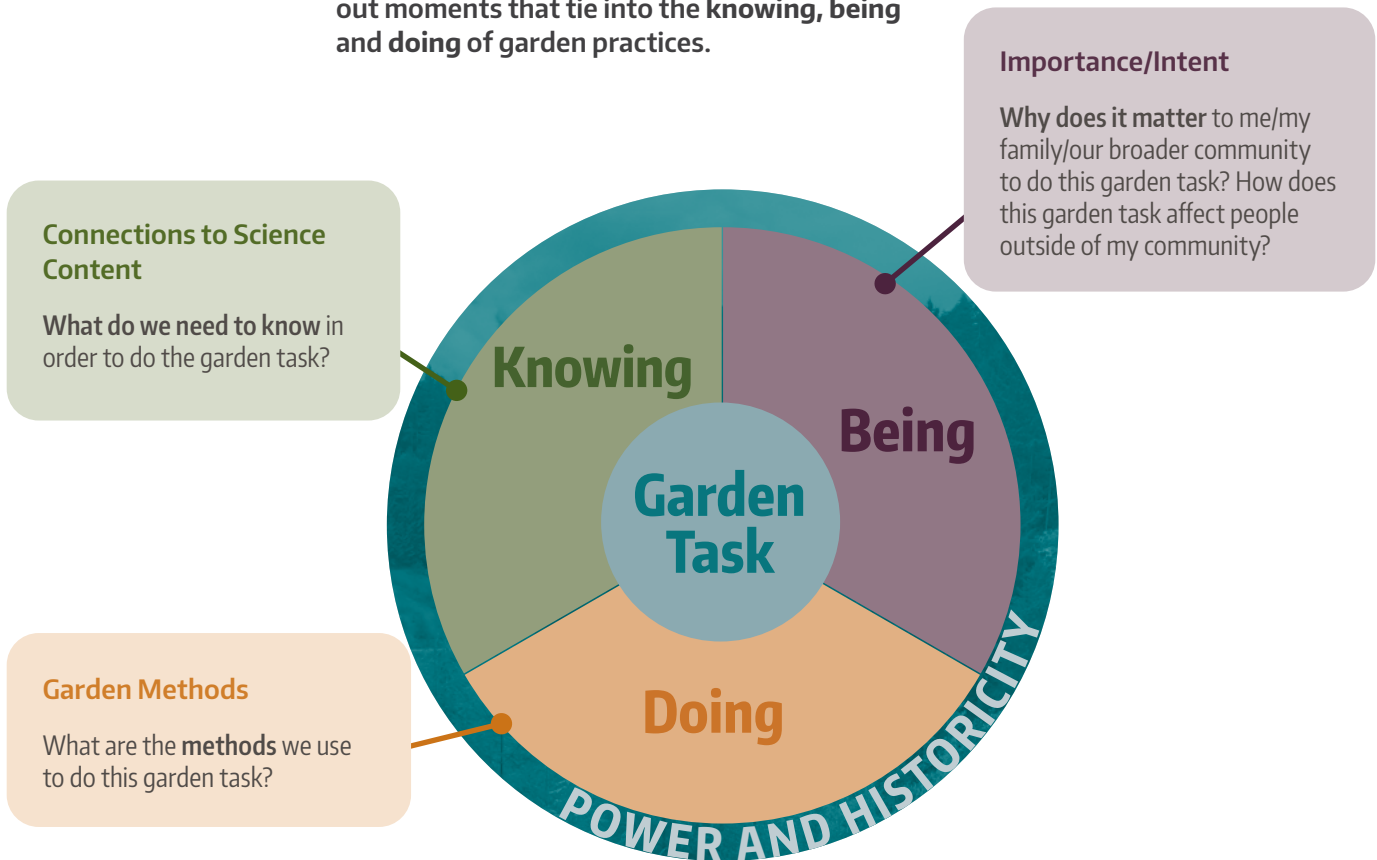 out moments that tie into the knowing, being
and doing of garden practices.
Importance/Intent
Why does it matter to me/my
family/our broader community
to do this garden task? How does
this garden task affect people
outside of my community?
Connections to Science
Content
What do we need to know in
order to do the garden task?
Knowing
Being
Garden
Task
Doing
Garden Methods
What are the methods we use
to do this garden task?
POWER AND HISTORICITY